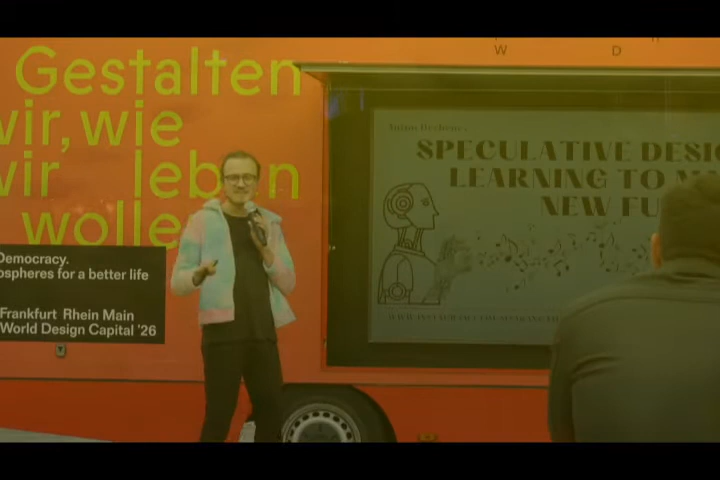 Gestalten
wir, wie
wir leben
wolle
Democracy.
ospheres for a better life
Frankfurt Rhein Main
World Design Capital '26
W D
SPECULATIVE DESIG
LEARNING TO M
NEW FU